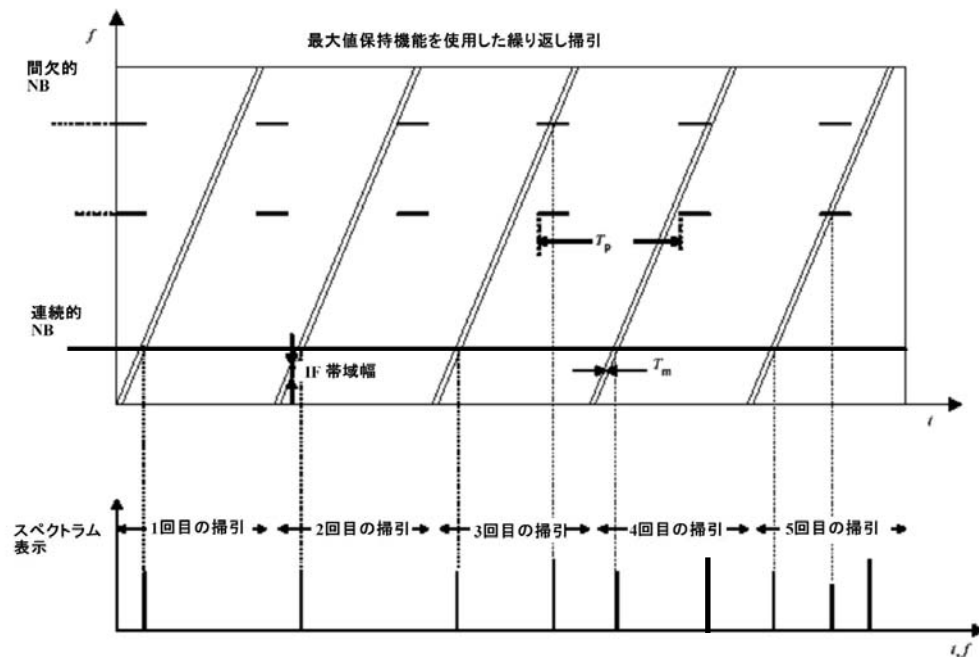 f
最大値保持機能を使用した繰り返し掃引
間欠的
NB
Tp
連続的
NB
IF 帯域幅
Tm
t
スペクトラム
表示
1回目の掃引
2回目の掃引
3回目の掃引
4回目の掃引
5回目の掃引
t,f